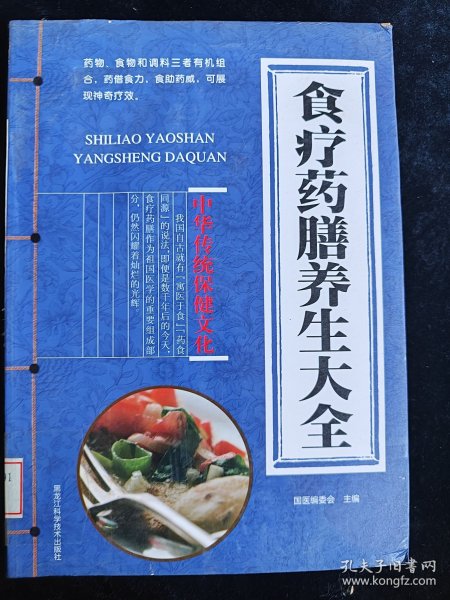 药物、食物和调料三者有机组
合，药借食力，食助药威，可展
现神奇疗效。
SHILIAO YAOSHAN
YANGSHENG DAQUAN
食疗药膳养生大全
中华传统保健文化
我国自古就有“寓医于食”、“药食
同源”的说法，即便是数千年后的今天，
食疗药膳作为祖国医学的重要组成部
分，仍然闪耀着灿烂的光辉。
国医编委会 主编
黑龙江科学技术出版社
01
孔夫子旧书网
www.kongfz.com